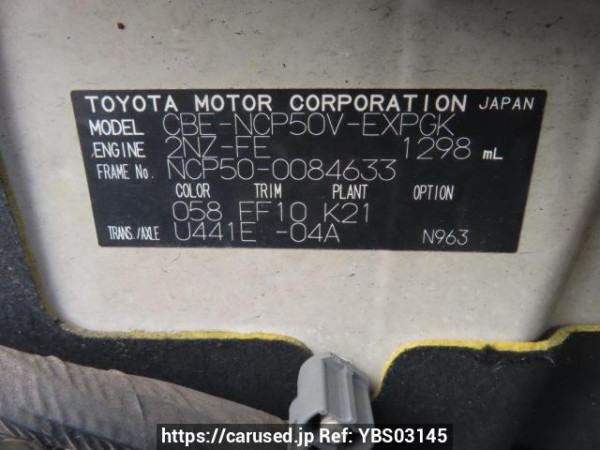 TOYOTA MOTOR CORPORATION JAPAN
MODEL CBE-NCP50V-EXPGK
ENGINE 2NZ-FE 1298 mL
FRAME No. NCP50-0084633
COLOR TRIM PLANT OPTION
058 EF10 K21
TRANS./AXLE U441E -04A N963
https://carused.jp Ref: YBS03145